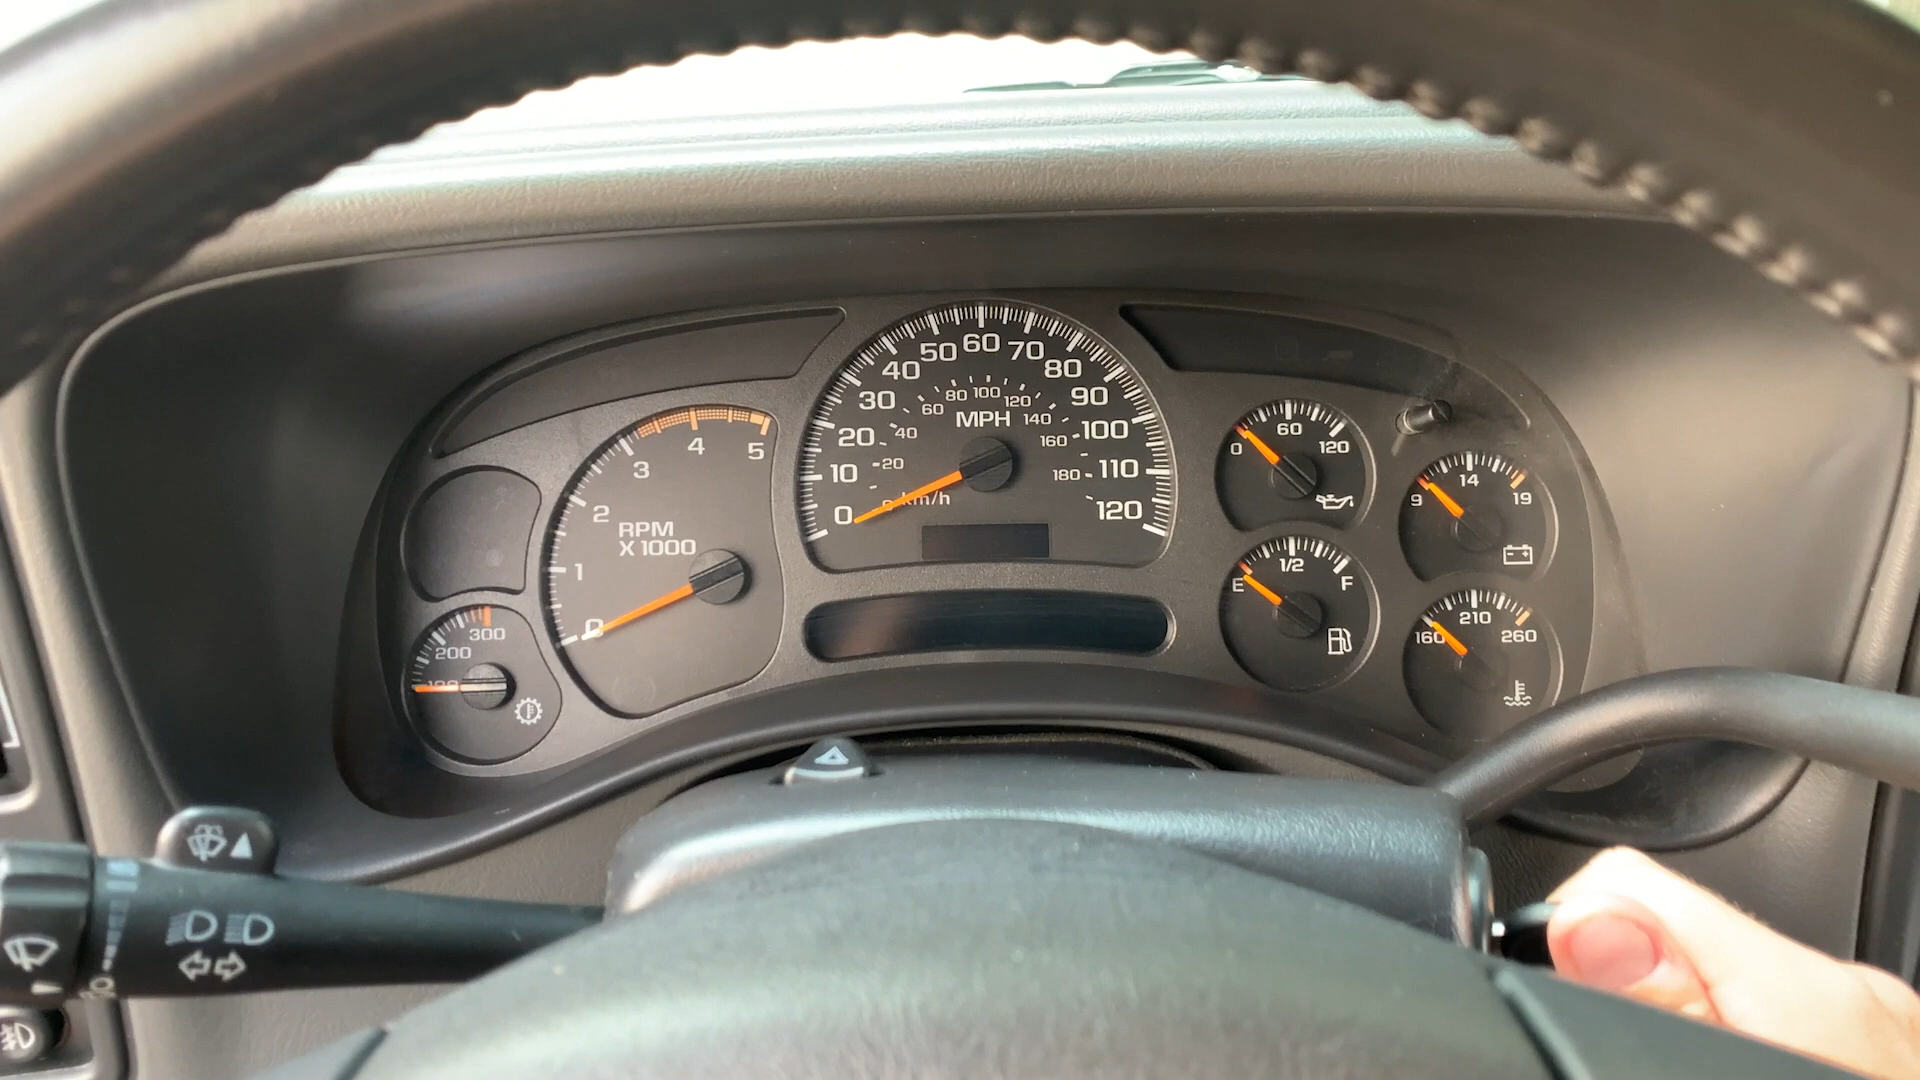 0 1 2 3 4 5
RPM
X 1000
100 200 300
0 10 20 30 40 50 60 70 80 90 100 110 120
MPH
20 40 60 80 100 120 140 160 180
km/h
0 60 120
9 14 19
E 1/2 F
160 210 260